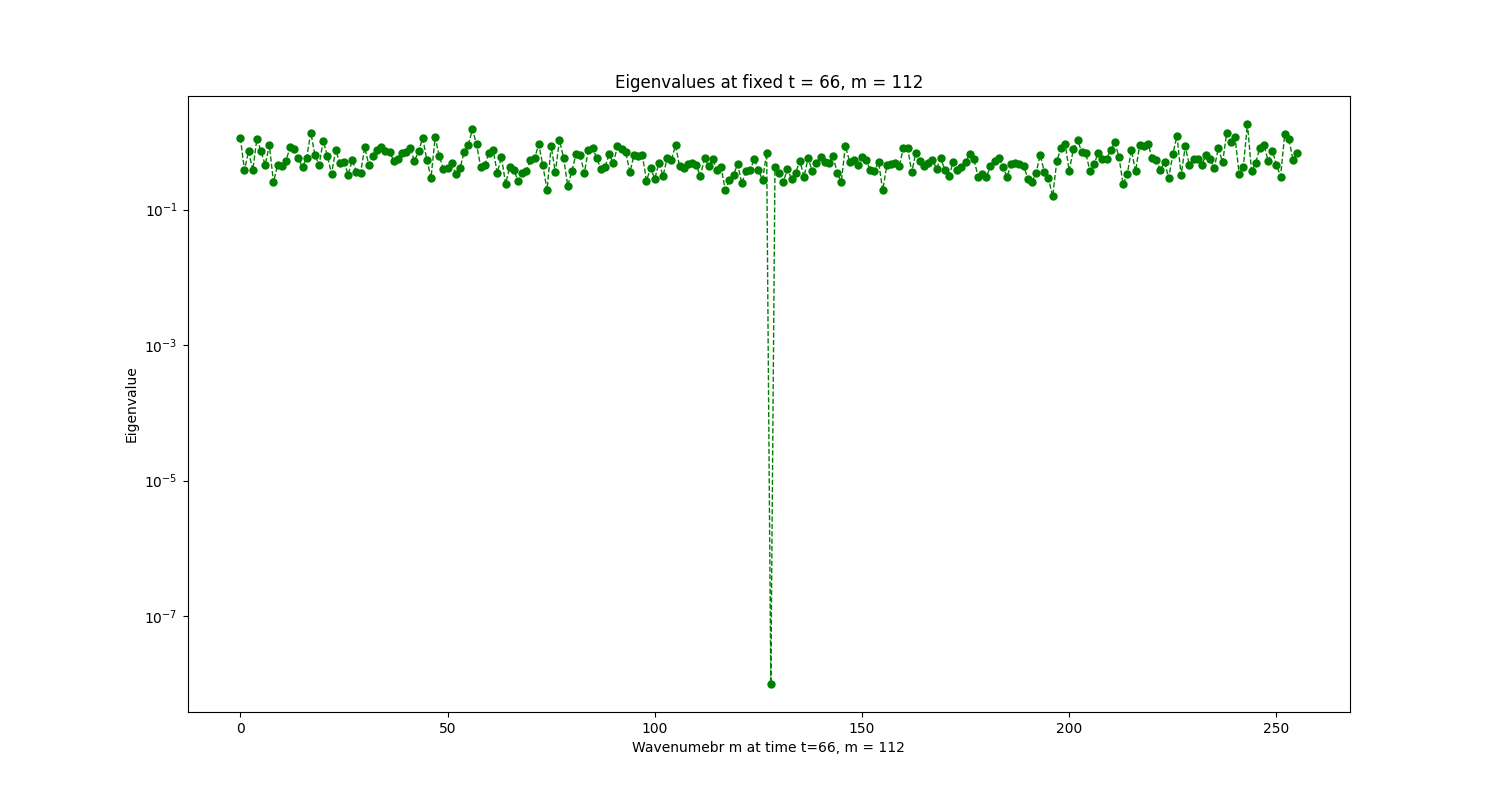 Eigenvalues at fixed t = 66, m = 112
Eigenvalue
10⁻¹
10⁻³
10⁻⁵
10⁻⁷
0 50 100 150 200 250
Wavenumebr m at time t=66, m = 112